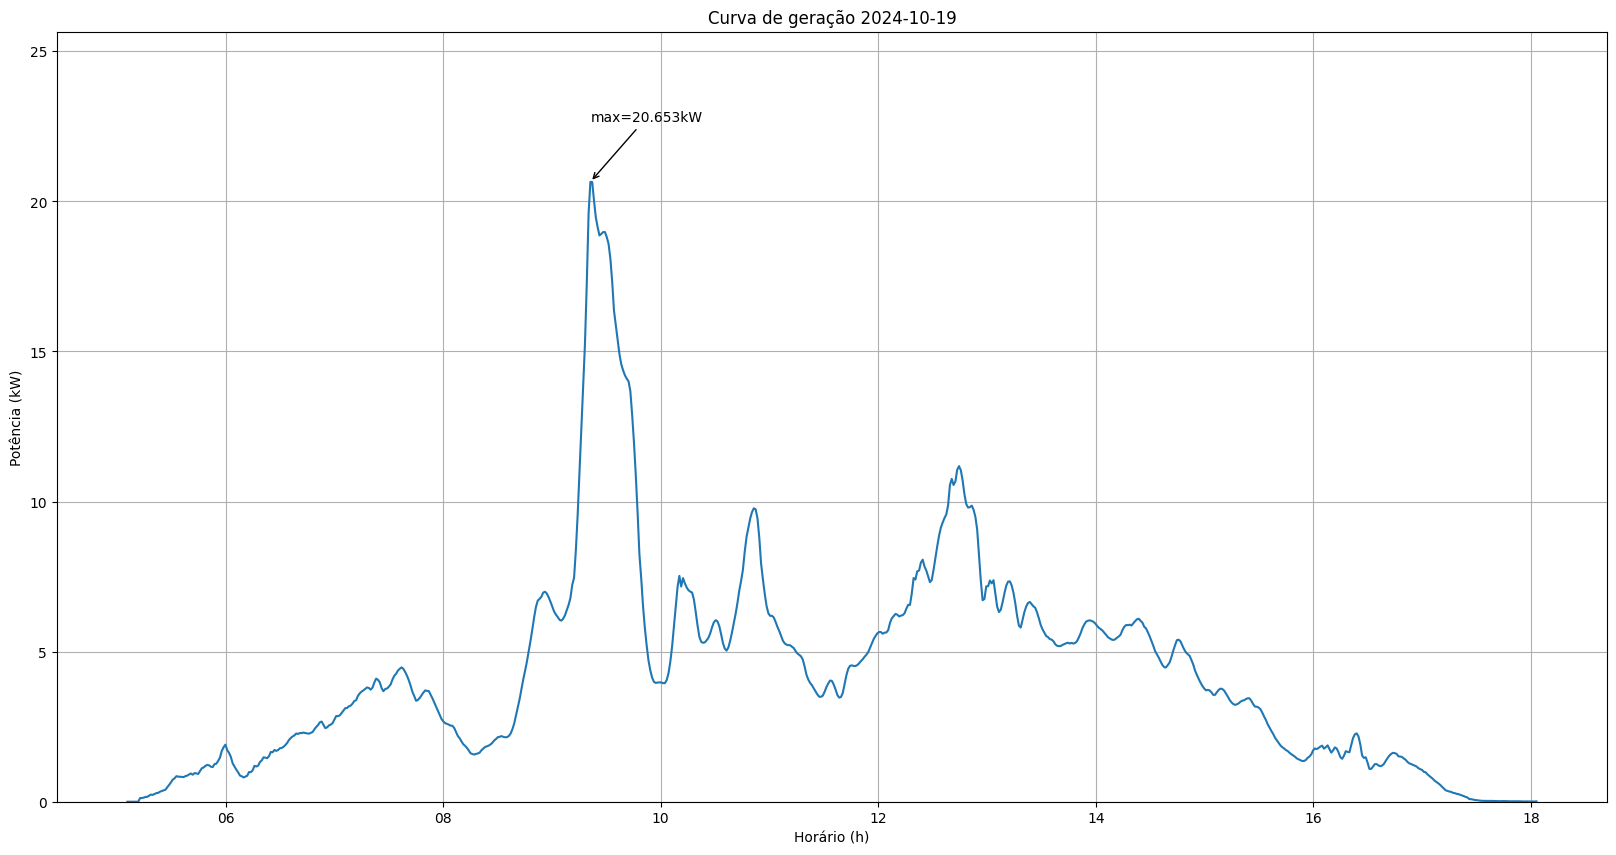 Curva de geração 2024-10-19
25
max=20.653kW
20
15
Potência (kW)
10
5
0
06 08 10 12 14 16 18
Horário (h)